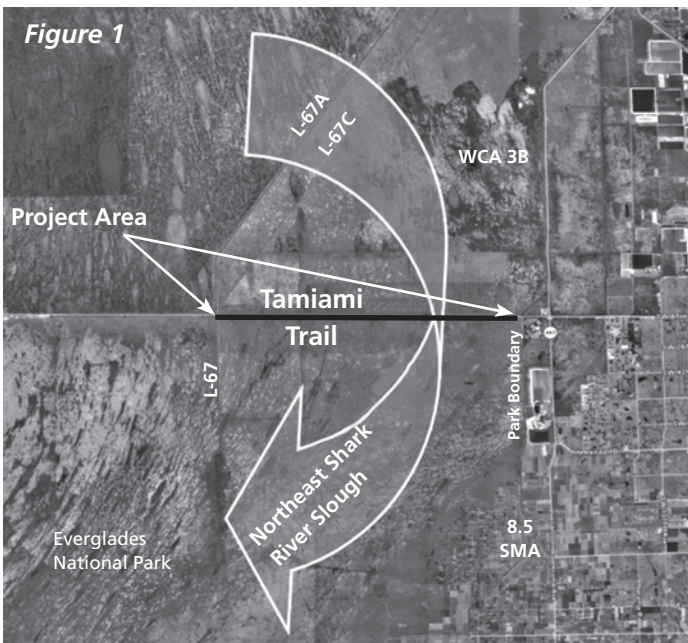 Figure 1
L-67A
L-67C
WCA 3B
Project Area
Tamiami
Trail
L-67
Park Boundary
Northeast Shark
River Slough
Everglades
National Park
8.5
SMA